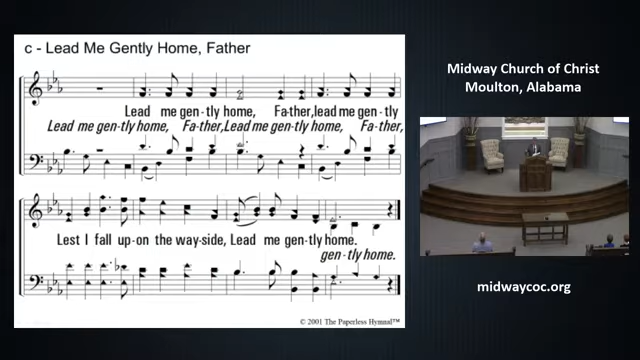 c - Lead Me Gently Home, Father
Lead me gen - tly home, Fa-ther, lead me gen - tly
Lead me gen-tly home, Fa-ther, Lead me gen-tly home, Fa-ther,
Lest I fall up - on the way-side, Lead me gen-tly home.
gen-tly home.
© 2001 The Paperless Hymnal™
Midway Church of Christ
Moulton, Alabama
midwaycoc.org